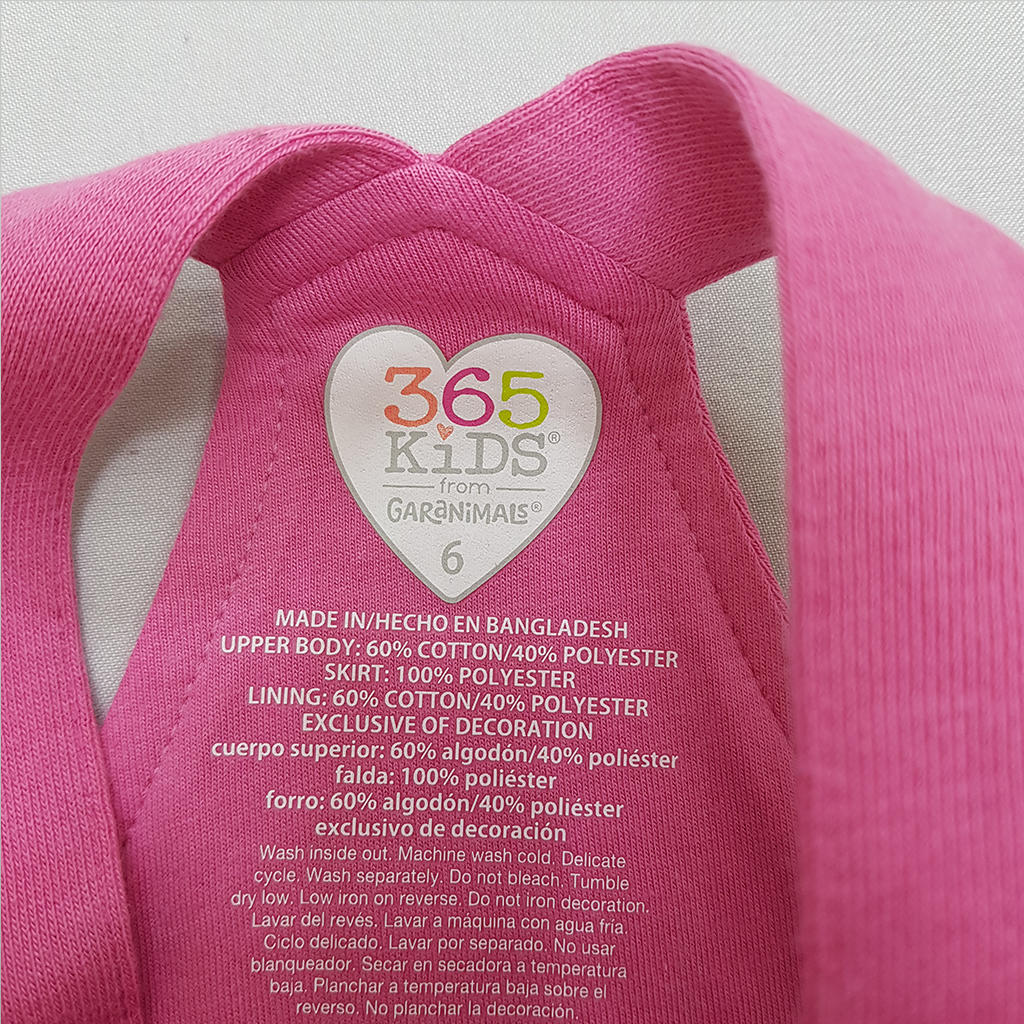 365
KiDS®
from
GARANiMALS®
6
MADE IN/HECHO EN BANGLADESH
UPPER BODY: 60% COTTON/40% POLYESTER
SKIRT: 100% POLYESTER
LINING: 60% COTTON/40% POLYESTER
EXCLUSIVE OF DECORATION
cuerpo superior: 60% algodón/40% poliéster
falda: 100% poliéster
forro: 60% algodón/40% poliéster
exclusivo de decoración
Wash inside out. Machine wash cold. Delicate
cycle. Wash separately. Do not bleach. Tumble
dry low. Low iron on reverse. Do not iron decoration.
Lavar del revés. Lavar a máquina con agua fría.
Ciclo delicado. Lavar por separado. No usar
blanqueador. Secar en secadora a temperatura
baja. Planchar a temperatura baja sobre el
reverso. No planchar la decoración.